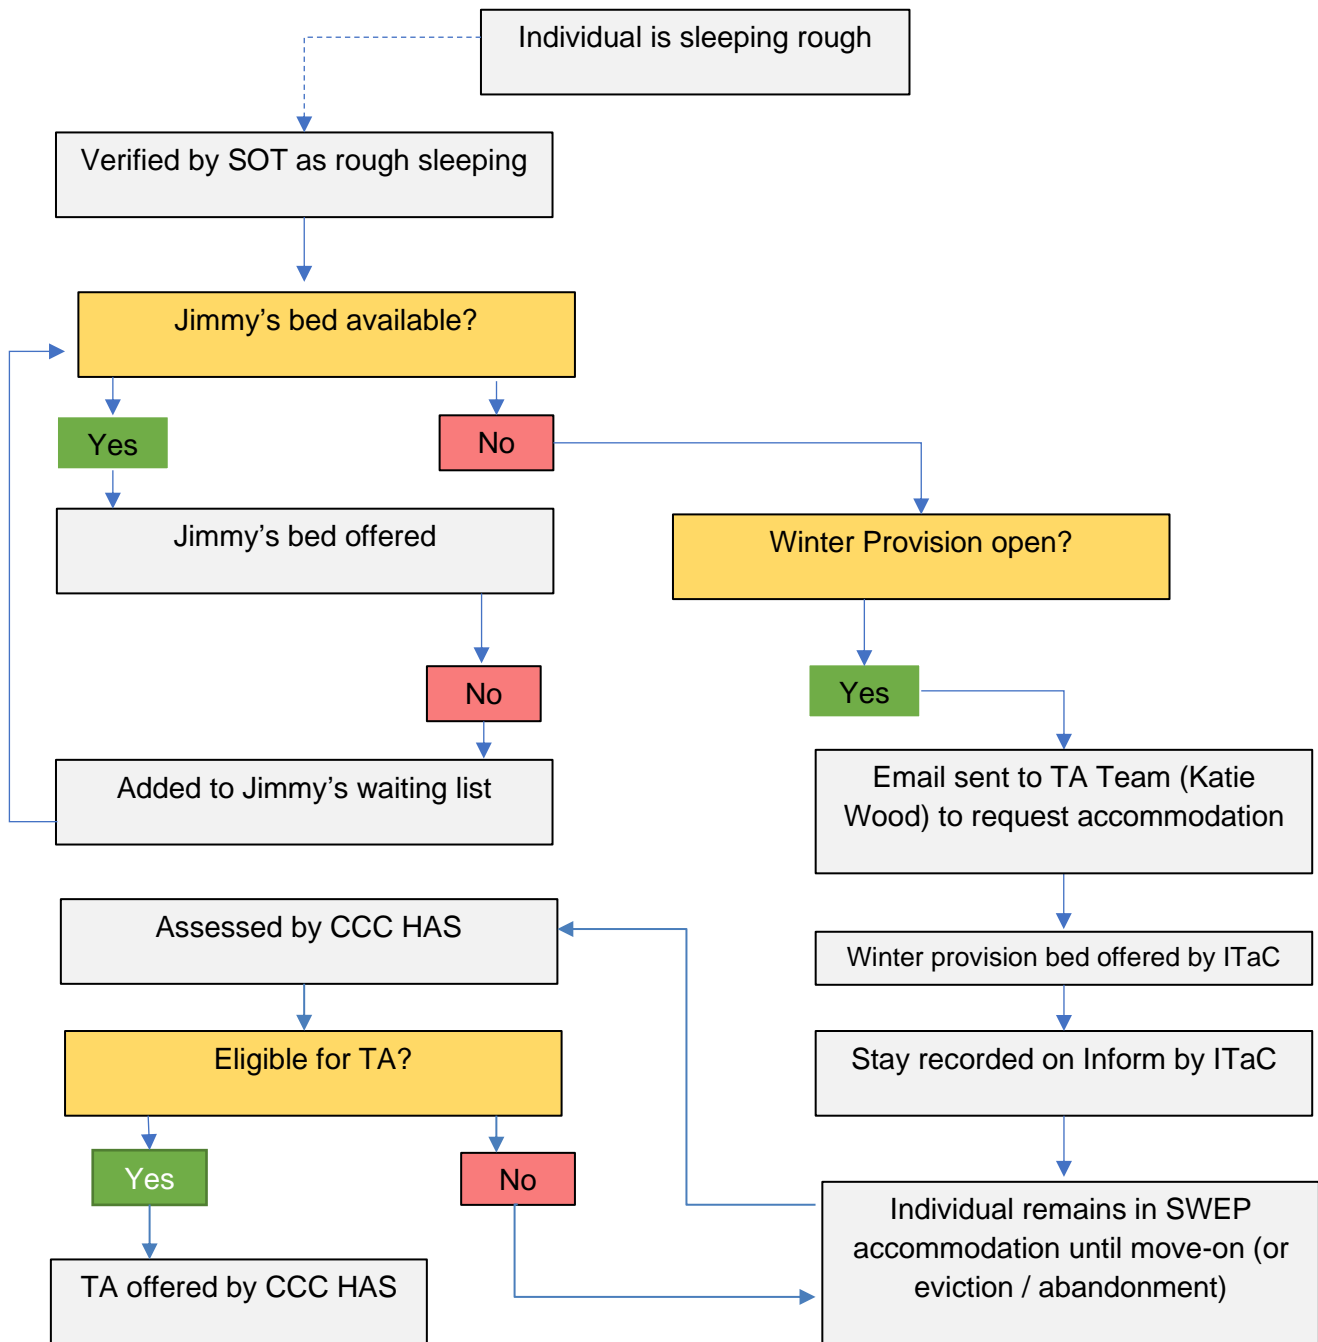 Individual is sleeping rough
Verified by SOT as rough sleeping
Jimmy’s bed available?
Yes
No
Jimmy’s bed offered
Winter Provision open?
No
Yes
Added to Jimmy’s waiting list
Email sent to TA Team (Katie
Wood) to request accommodation
Assessed by CCC HAS
Winter provision bed offered by ITaC
Eligible for TA?
Stay recorded on Inform by ITaC
Yes
No
Individual remains in SWEP
accommodation until move-on (or
eviction / abandonment)
TA offered by CCC HAS